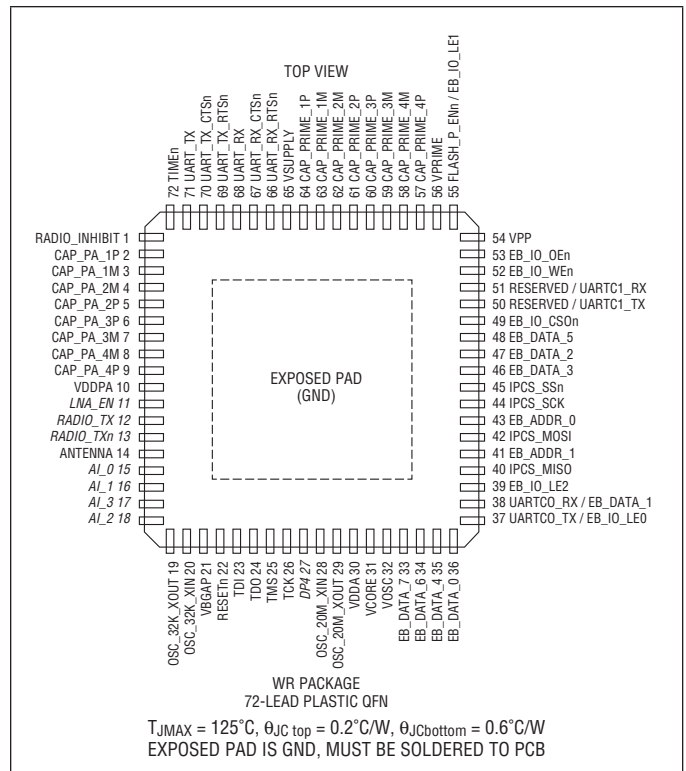 TOP VIEW
72 TIMEn
71 UART_TX
70 UART_TX_CTSn
69 UART_TX_RTSn
68 UART_RX
67 UART_RX_CTSn
66 UART_RX_RTSn
65 VSUPPLY
64 CAP_PRIME_1P
63 CAP_PRIME_1M
62 CAP_PRIME_2M
61 CAP_PRIME_2P
60 CAP_PRIME_3P
59 CAP_PRIME_3M
58 CAP_PRIME_4M
57 CAP_PRIME_4P
56 VPRIME
55 FLASH_P_ENn / EB_IO_LE1
RADIO_INHIBIT 1
CAP_PA_1P 2
CAP_PA_1M 3
CAP_PA_2M 4
CAP_PA_2P 5
CAP_PA_3P 6
CAP_PA_3M 7
CAP_PA_4M 8
CAP_PA_4P 9
VDDPA 10
LNA_EN 11
RADIO_TX 12
RADIO_TXn 13
ANTENNA 14
AI_0 15
AI_1 16
AI_3 17
AI_2 18
EXPOSED PAD
(GND)
54 VPP
53 EB_IO_OEn
52 EB_IO_WEn
51 RESERVED / UARTC1_RX
50 RESERVED / UARTC1_TX
49 EB_IO_CSOn
48 EB_DATA_5
47 EB_DATA_2
46 EB_DATA_3
45 IPCS_SSn
44 IPCS_SCK
43 EB_ADDR_0
42 IPCS_MOSI
41 EB_ADDR_1
40 IPCS_MISO
39 EB_IO_LE2
38 UARTCO_RX / EB_DATA_1
37 UARTCO_TX / EB_IO_LE0
OSC_32K_XOUT 19
OSC_32K_XIN 20
VBGAP 21
RESETn 22
TDI 23
TDO 24
TMS 25
TCK 26
DP4 27
OSC_20M_XIN 28
OSC_20M_XOUT 29
VDDA 30
VCORE 31
VOSC 32
EB_DATA_7 33
EB_DATA_6 34
EB_DATA_4 35
EB_DATA_0 36
WR PACKAGE
72-LEAD PLASTIC QFN
TJMAX = 125°C, θJC top = 0.2°C/W, θJCbottom = 0.6°C/W
EXPOSED PAD IS GND, MUST BE SOLDERED TO PCB